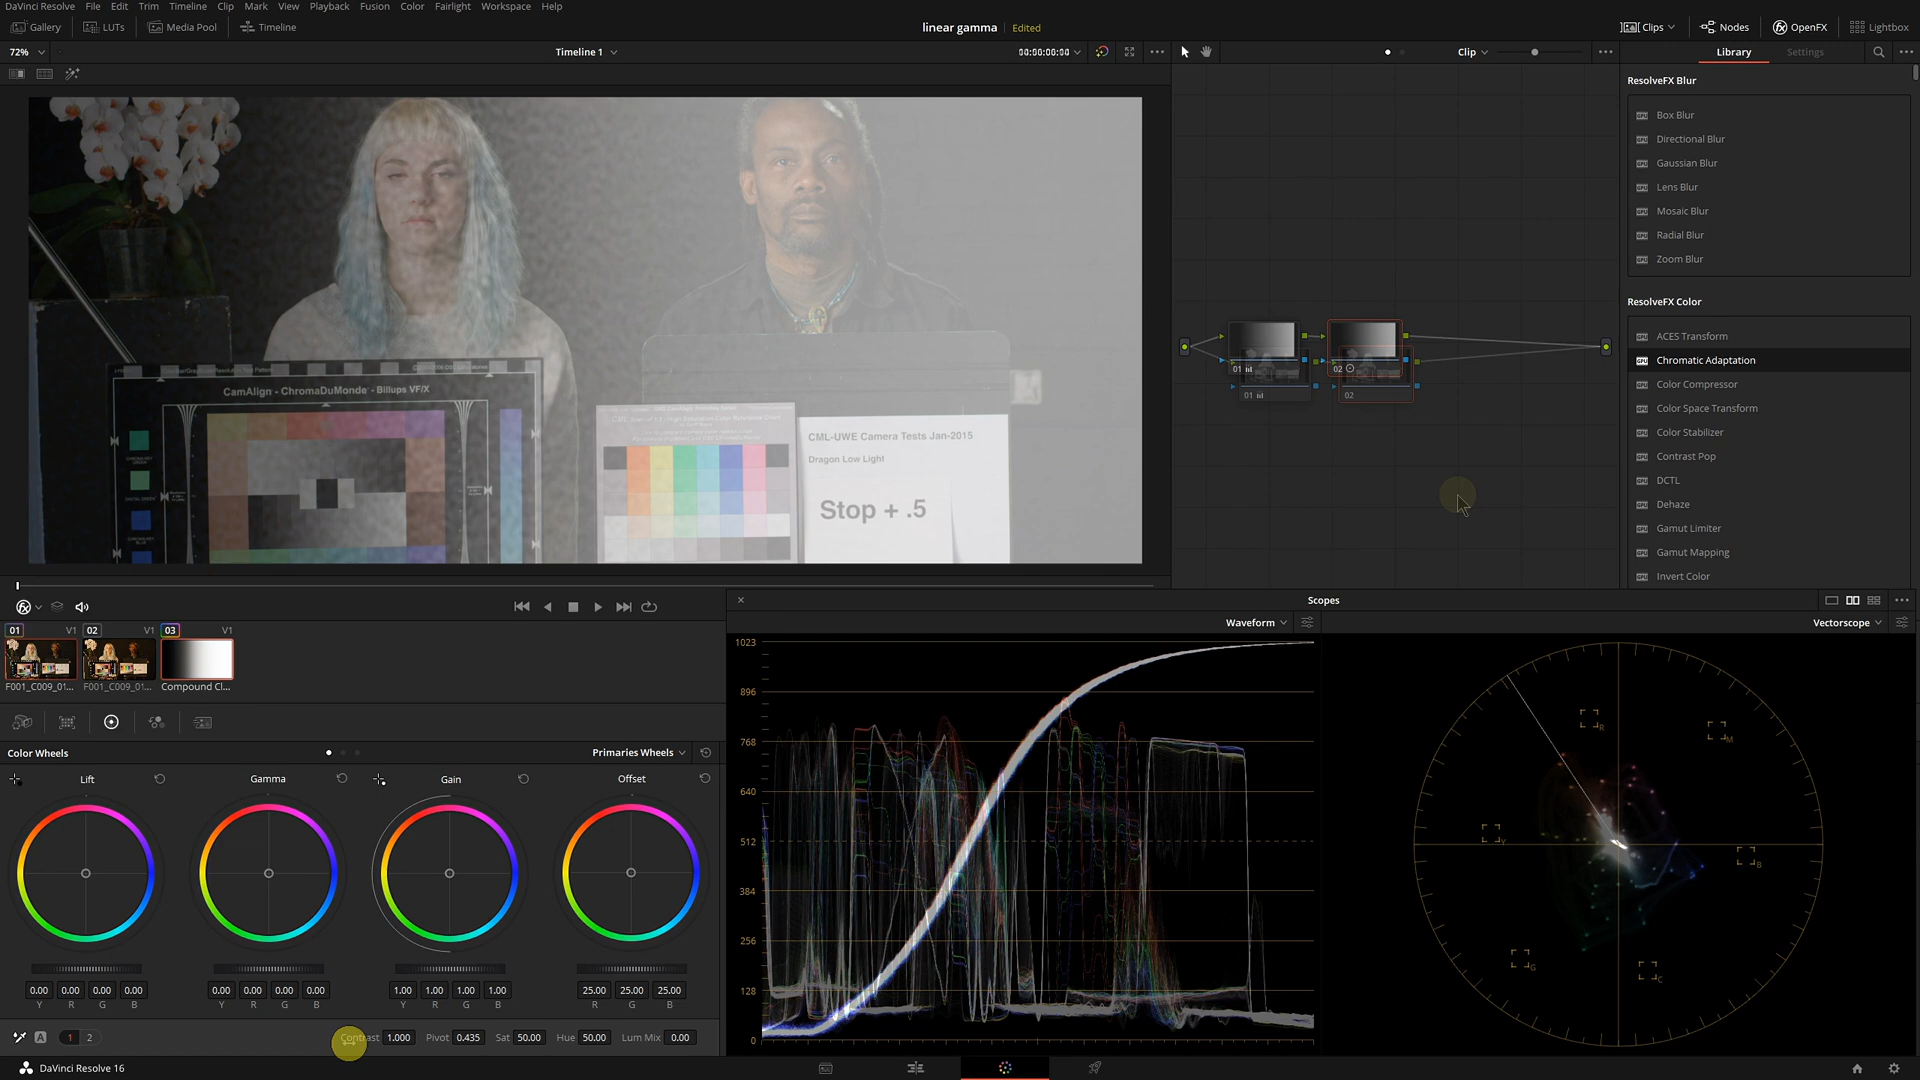 DaVinci Resolve File Edit Trim Timeline Clip Mark View Playback Fusion Color Fairlight Workspace Help
Gallery LUTs Media Pool Timeline linear gamma Edited Clips Nodes OpenFX Lightbox
72% Timeline 1 00:00:00:00 Clip Library Settings
ResolveFX Blur
Box Blur
Directional Blur
Gaussian Blur
Lens Blur
Mosaic Blur
Radial Blur
Zoom Blur
ResolveFX Color
ACES Transform
Chromatic Adaptation
Color Compressor
Color Space Transform
Color Stabilizer
Contrast Pop
DCTL
Dehaze
Gamut Limiter
Gamut Mapping
Invert Color
CamAlign - ChromaDuMonde - Billups VF/X
CML-UWE Camera Tests Jan-2015
Dragon Low Light
Stop + .5
01 02
01 02
Scopes
Waveform Vectorscope
01 V1 02 V1 03 V1
F001_C009_01... F001_C009_01... Compound Cl...
Color Wheels Primaries Wheels
Lift Gamma Gain Offset
0.00 0.00 0.00 0.00 0.00 0.00 0.00 0.00 1.00 1.00 1.00 1.00 25.00 25.00 25.00
Y R G B Y R G B Y R G B R G B
A 1 2 Contrast 1.000 Pivot 0.435 Sat 50.00 Hue 50.00 Lum Mix 0.00
1023
896
768
640
512
384
256
128
0
R
M
Y
B
G
C
DaVinci Resolve 16